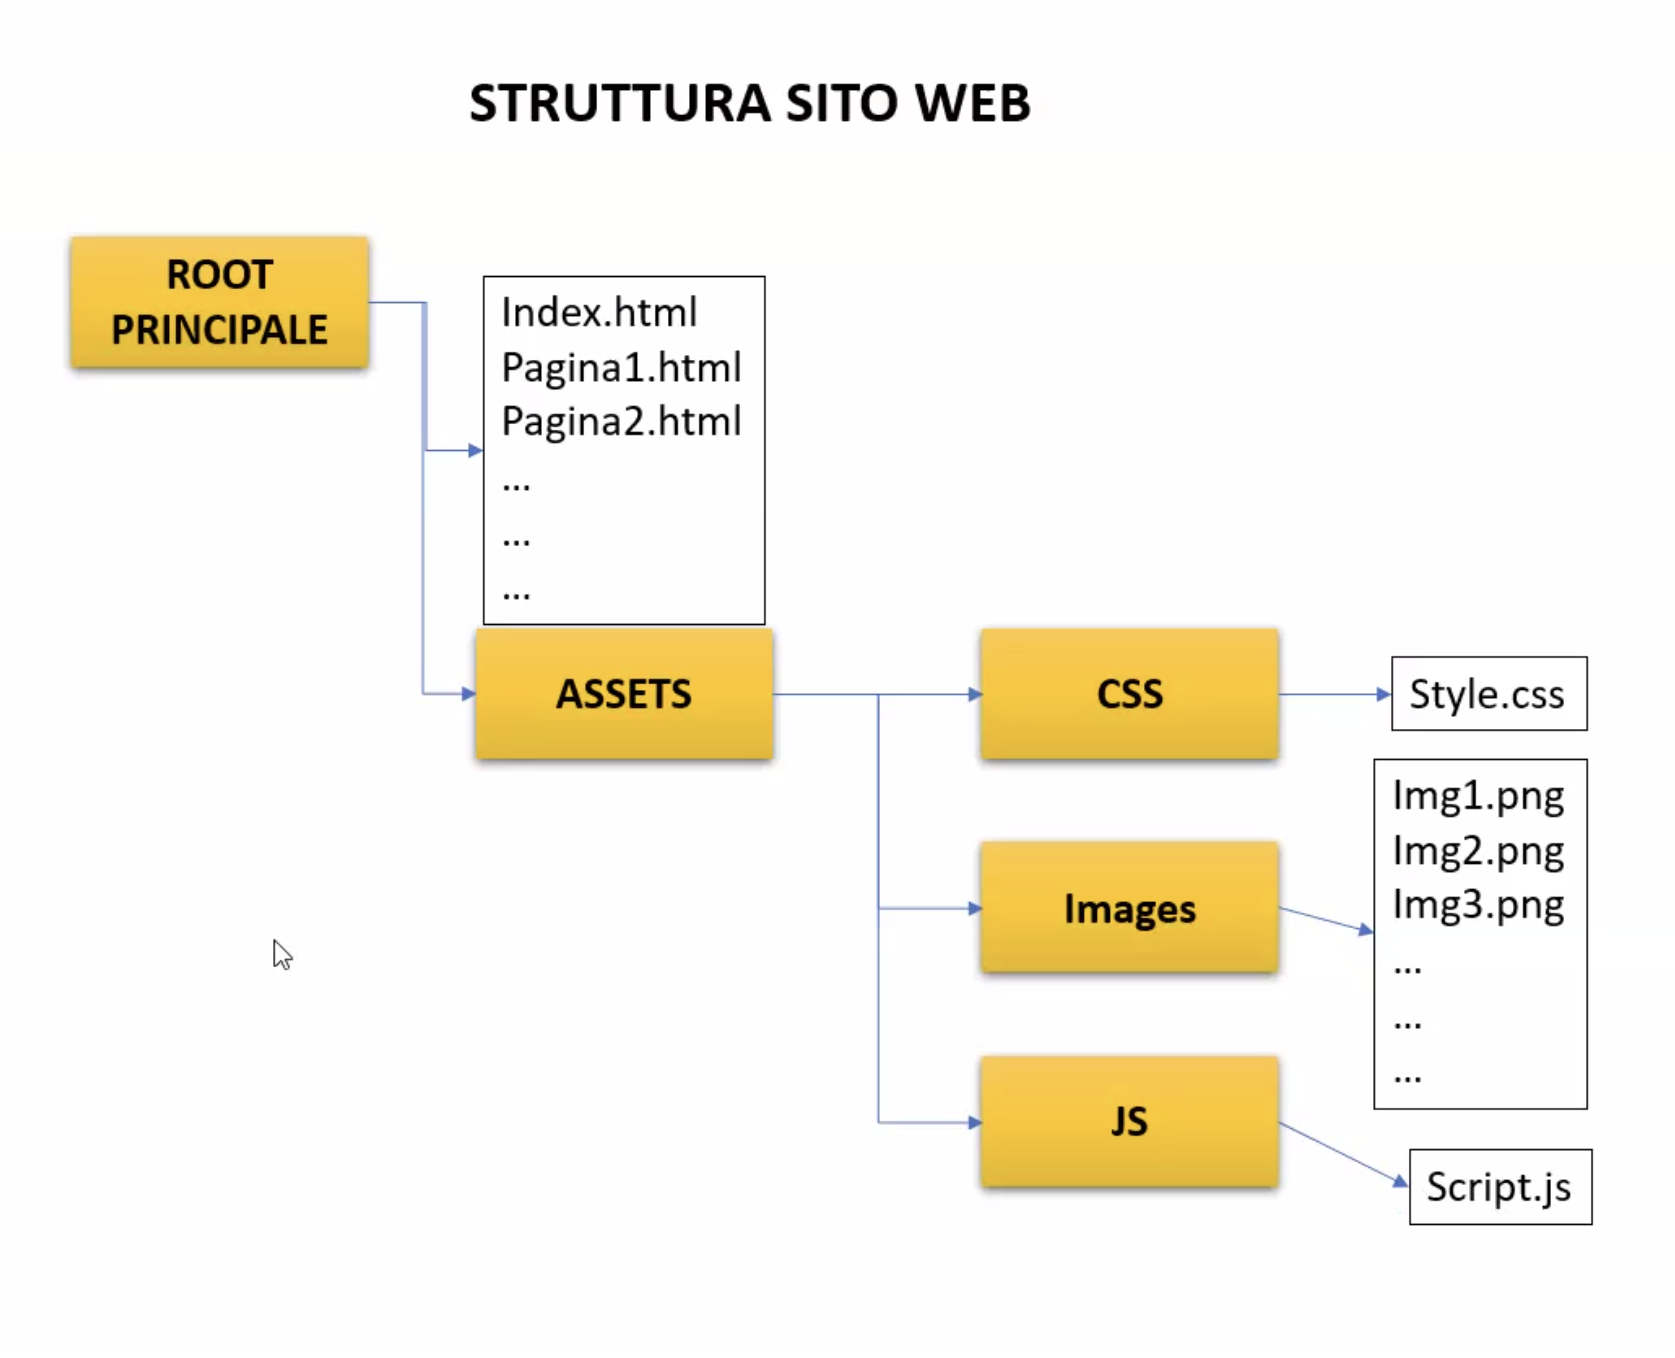 STRUTTURA SITO WEB
ROOT
PRINCIPALE
Index.html
Pagina1.html
Pagina2.html
...
...
...
ASSETS
CSS
Style.css
Images
Img1.png
Img2.png
Img3.png
...
...
...
JS
Script.js